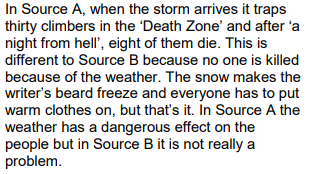 In Source A, when the storm arrives it traps
thirty climbers in the ‘Death Zone’ and after ‘a
night from hell’, eight of them die. This is
different to Source B because no one is killed
because of the weather. The snow makes the
writer’s beard freeze and everyone has to put
warm clothes on, but that’s it. In Source A the
weather has a dangerous effect on the
people but in Source B it is not really a
problem.